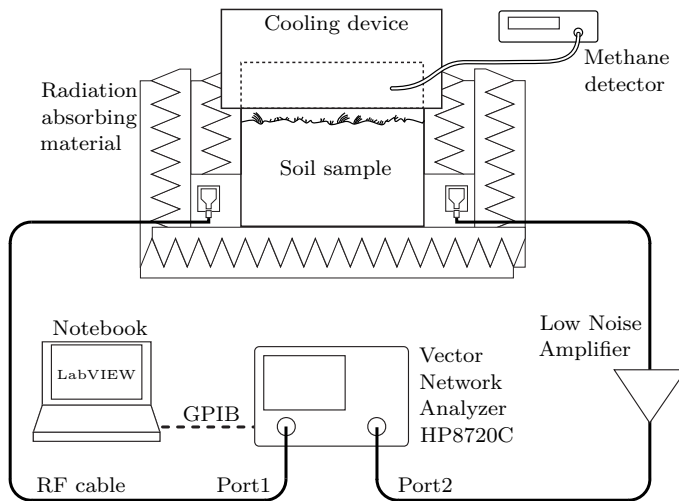 Cooling device
Methane
detector
Radiation
absorbing
material
Soil sample
Notebook
LabVIEW
GPIB
Vector
Network
Analyzer
HP8720C
Low Noise
Amplifier
RF cable
Port1
Port2